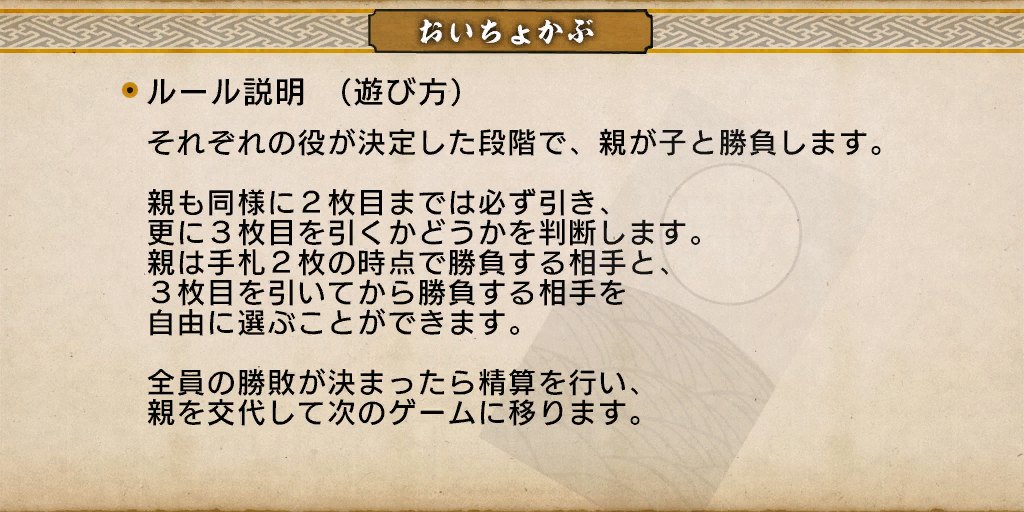 おいちょかぶ
ルール説明　（遊び方）
それぞれの役が決定した段階で、親が子と勝負します。
親も同様に２枚目までは必ず引き、
更に３枚目を引くかどうかを判断します。
親は手札２枚の時点で勝負する相手と、
３枚目を引いてから勝負する相手を
自由に選ぶことができます。
全員の勝敗が決まったら精算を行い、
親を交代して次のゲームに移ります。